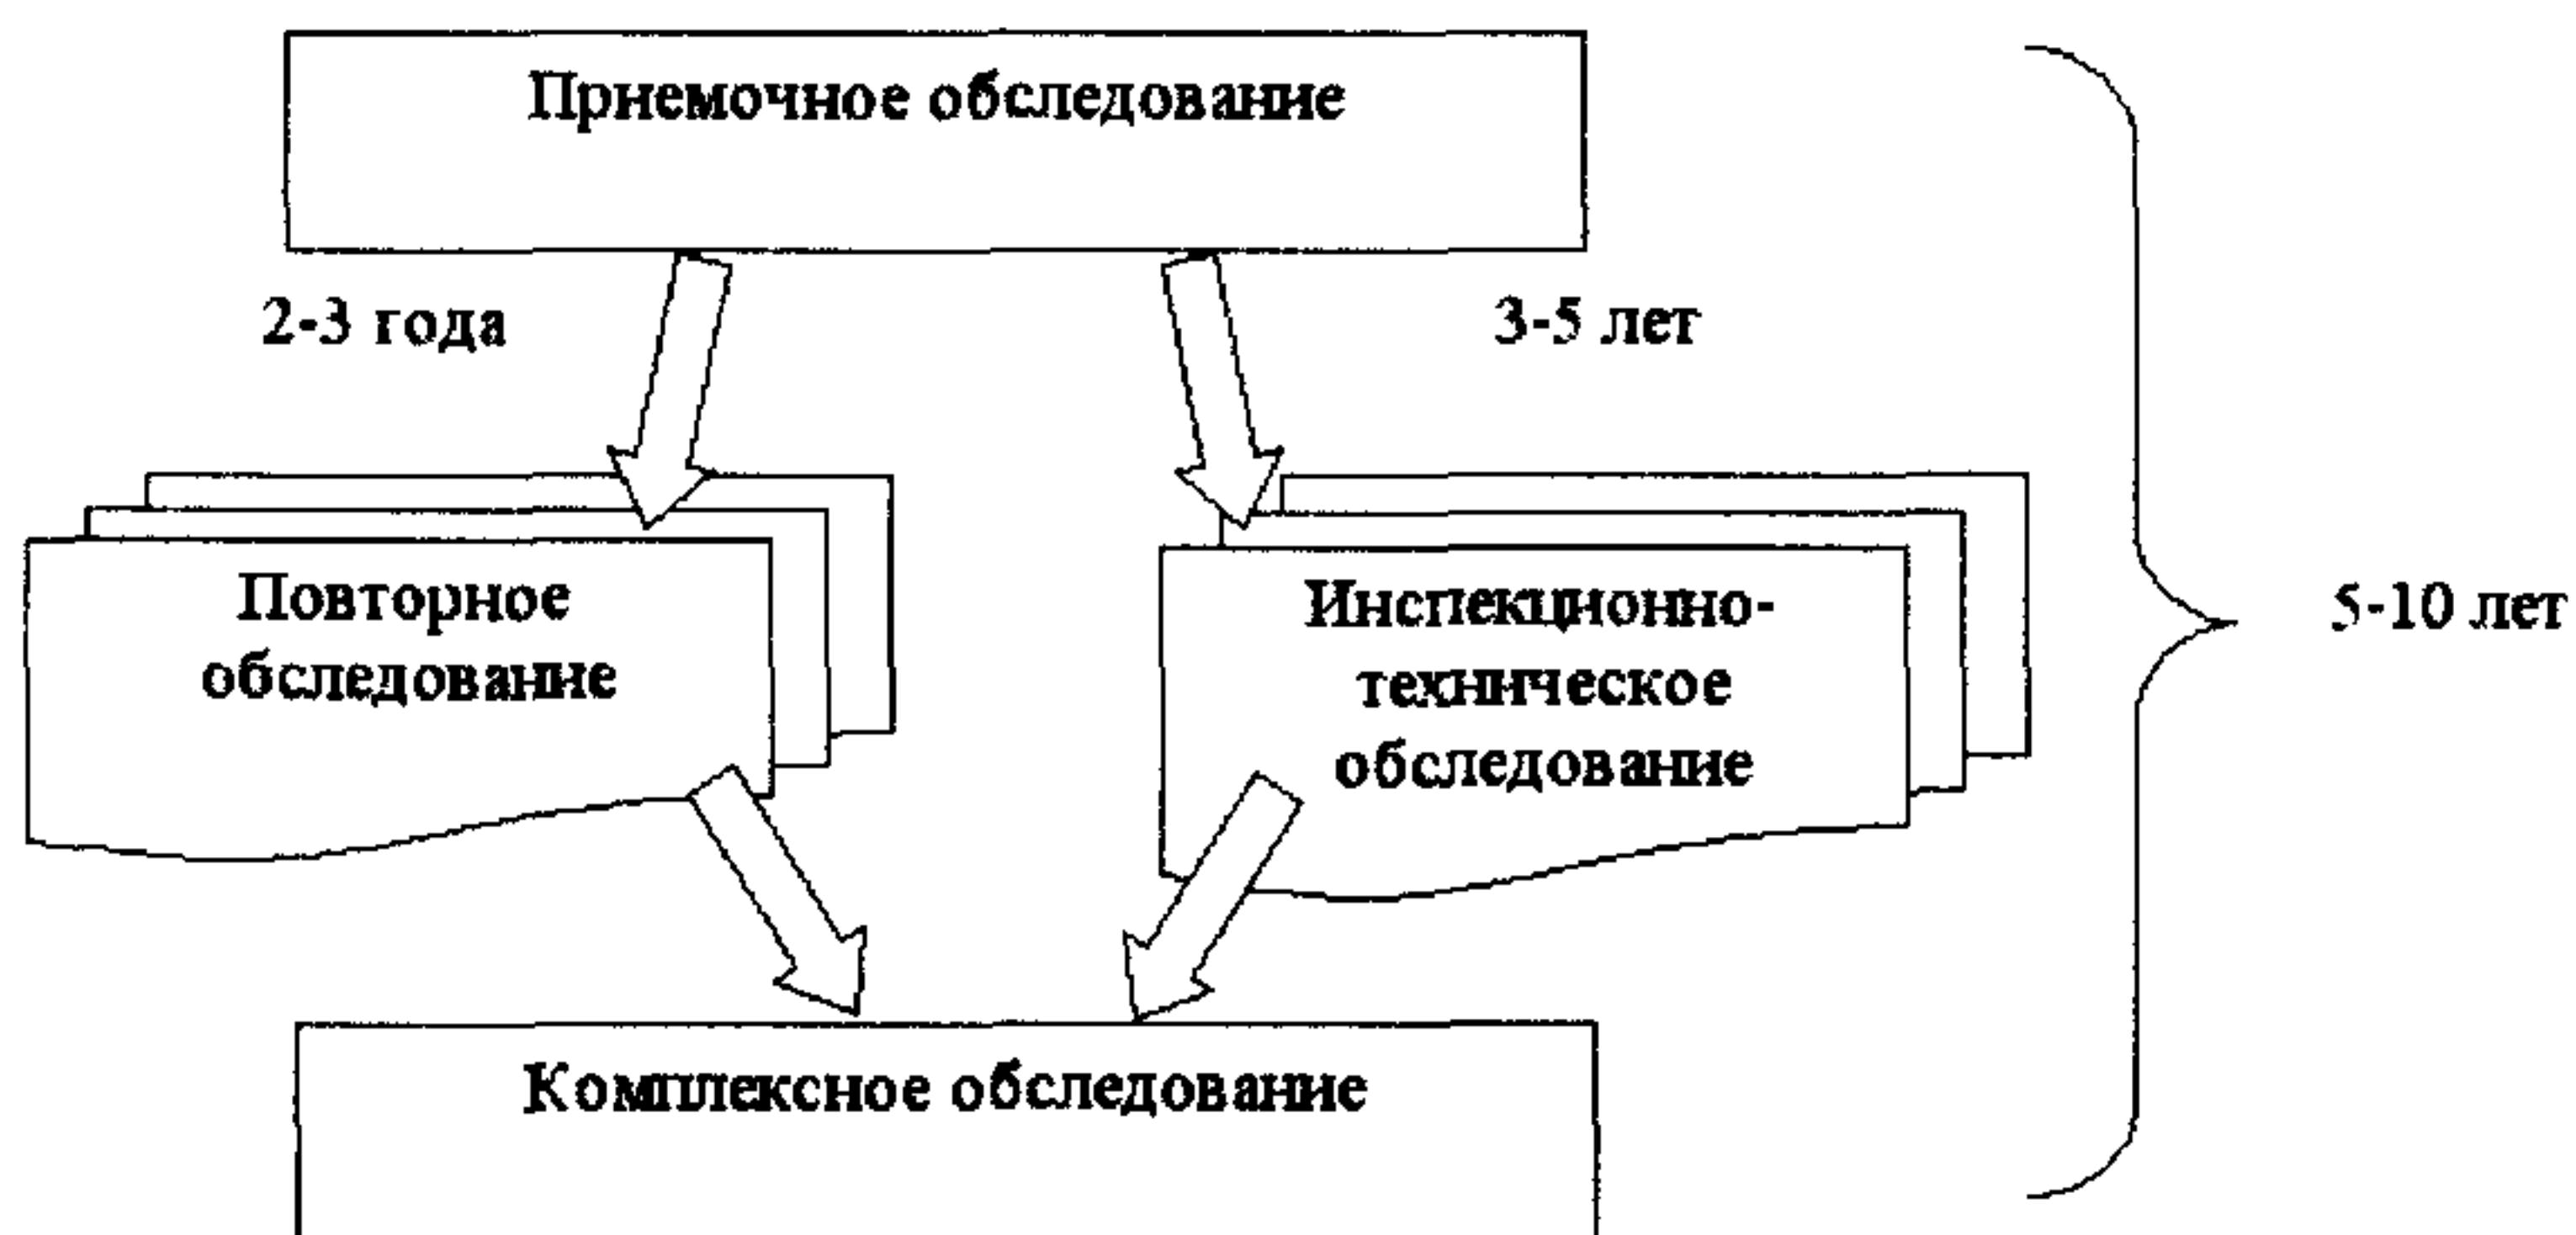 Приемочное обследование
2-3 года
3-5 лет
Повторное
обследование
Инспекционно-
техническое
обследование
5-10 лет
Комплексное обследование